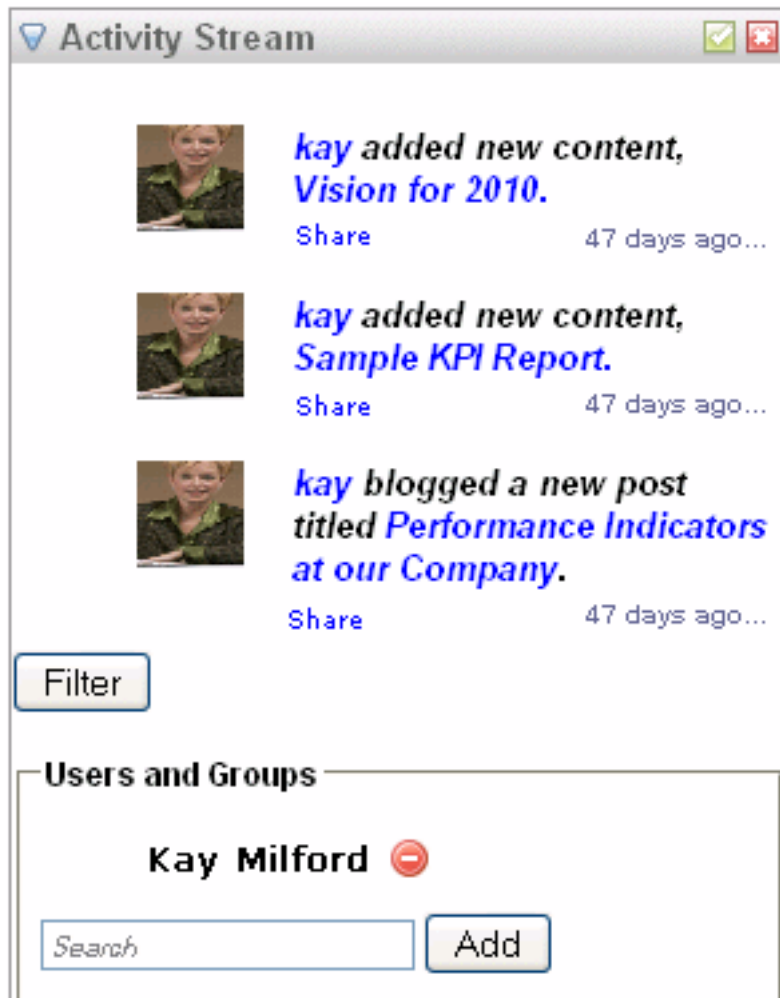 Activity Stream
kay added new content,
Vision for 2010.
Share 47 days ago...
kay added new content,
Sample KPI Report.
Share 47 days ago...
kay blogged a new post
titled Performance Indicators
at our Company.
Share 47 days ago...
Filter
Users and Groups
Kay Milford
Search Add